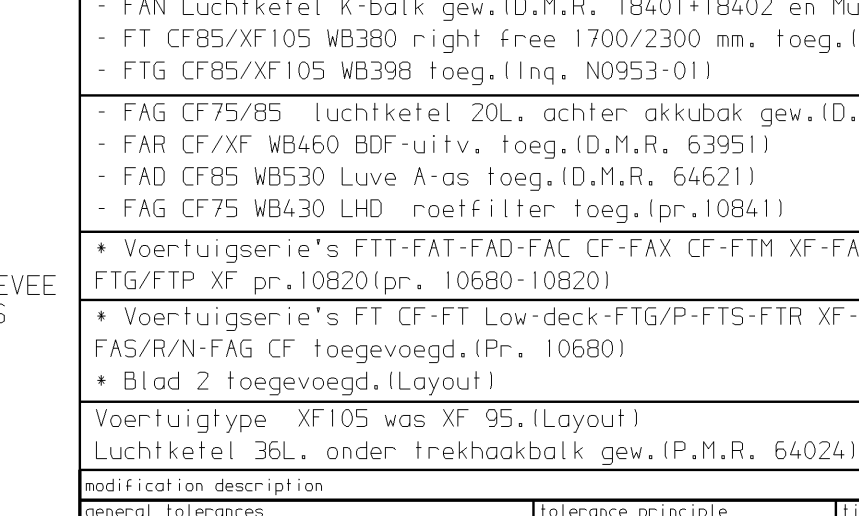 - FAN Luchtketel K-balk gew.(D.M.R. 18401+18402 en Mu
- FT CF85/XF105 WB380 right free 1700/2300 mm. toeg.(
- FTG CF85/XF105 WB398 toeg.(Inq. N0953-01)
- FAG CF75/85 luchtketel 20L. achter akkubak gew.(D.
- FAR CF/XF WB460 BDF-uitv. toeg.(D.M.R. 63951)
- FAD CF85 WB530 Luve A-as toeg.(D.M.R. 64621)
- FAG CF75 WB430 LHD roetfilter toeg.(pr.10841)
* Voertuigserie's FTT-FAT-FAD-FAC CF-FAX CF-FTM XF-FA
EVEE FTG/FTP XF pr.10820(pr. 10680-10820)
* Voertuigserie's FT CF-FT Low-deck-FTG/P-FTS-FTR XF-
FAS/R/N-FAG CF toegevoegd.(Pr. 10680)
* Blad 2 toegevoegd.(Layout)
Voertuigtype XF105 was XF 95.(Layout)
Luchtketel 36L. onder trekhaakbalk gew.(P.M.R. 64024)
modification description
general tolerances tolerance principle ti